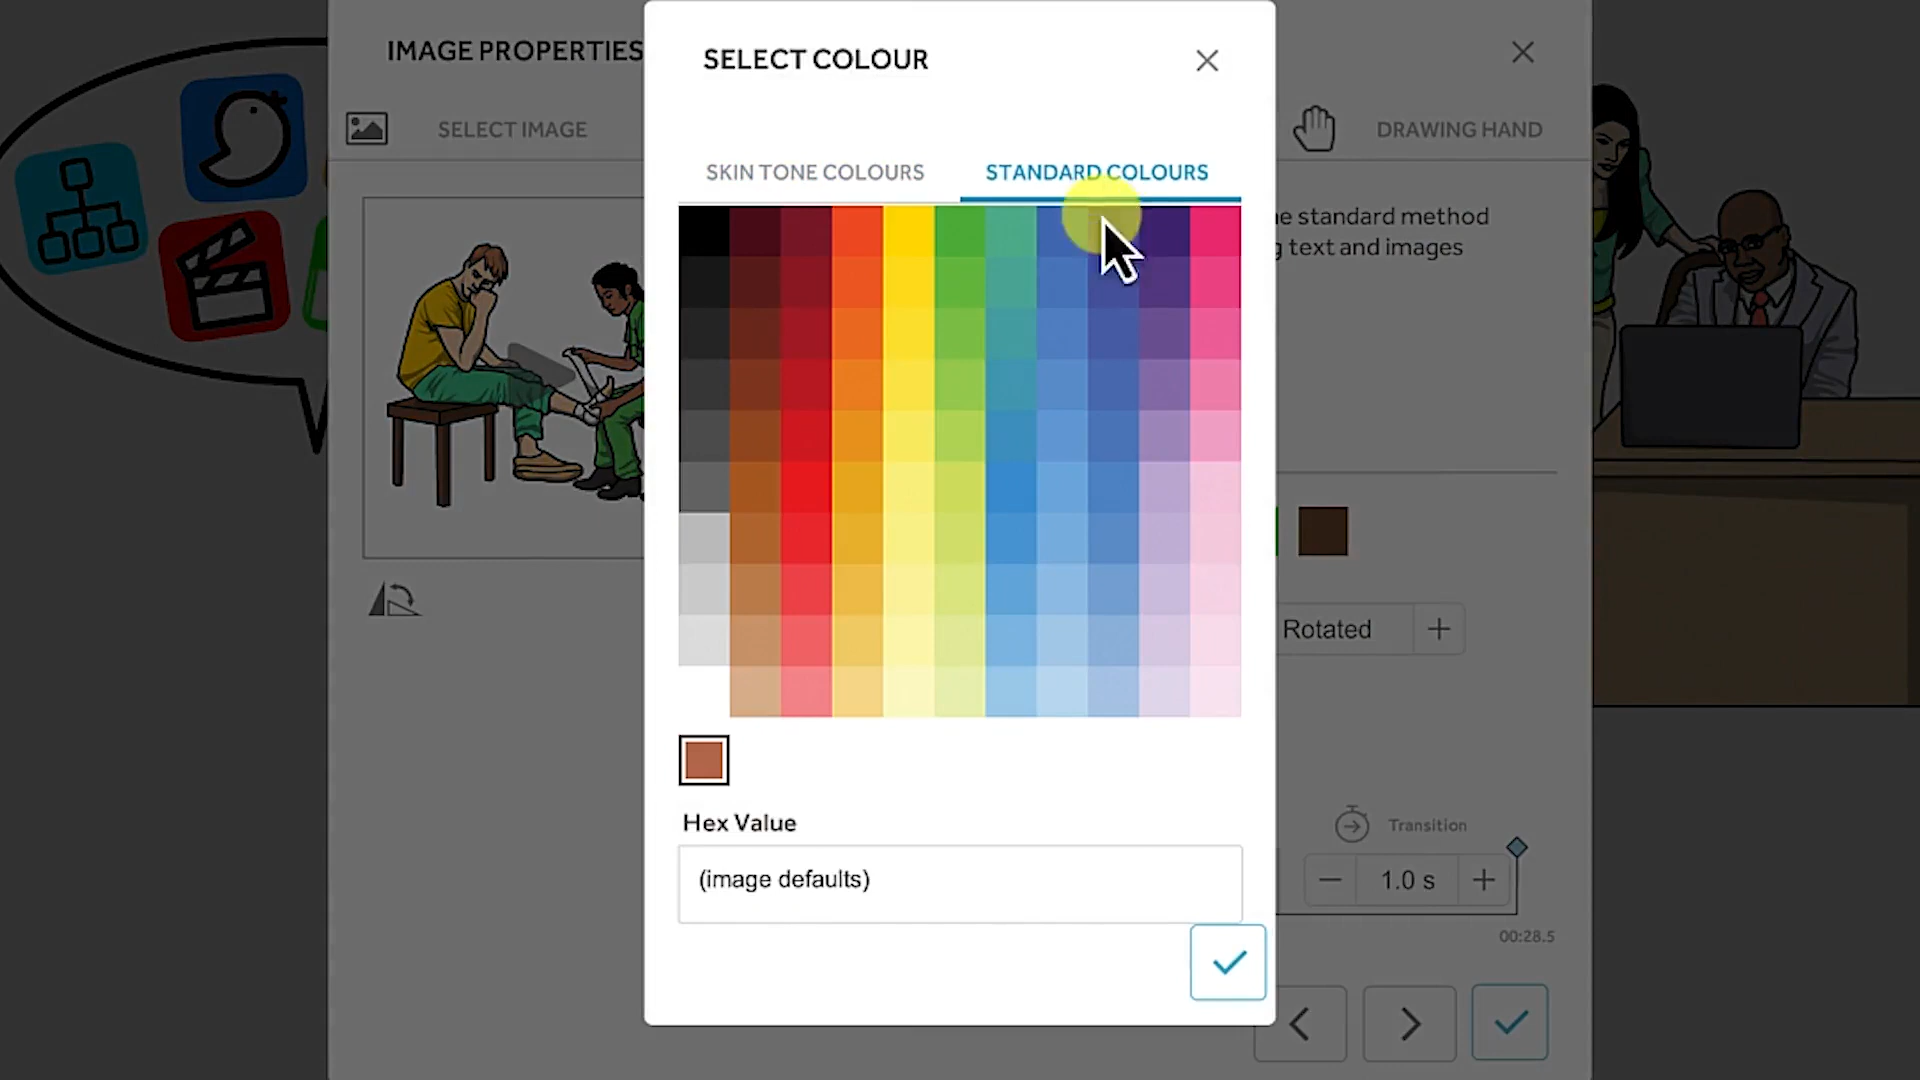 IMAGE PROPERTIES
SELECT COLOUR
SELECT IMAGE
DRAWING HAND
SKIN TONE COLOURS
STANDARD COLOURS
standard method
text and images
Rotated
Hex Value
(image defaults)
Transition
1.0 s
00:28.5